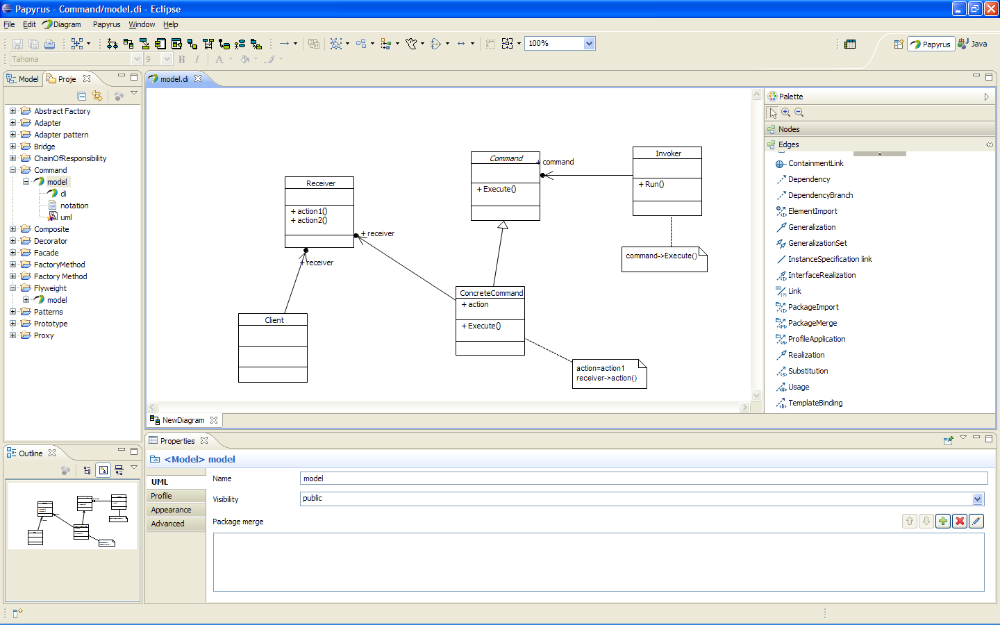 Papyrus - Command/model.di - Eclipse
File Edit Diagram Papyrus Window Help
100%
Papyrus Java
Tahoma 9 B I A
Model Proje
Abstract Factory
Adapter
Adapter pattern
Bridge
ChainOfResponsibility
Command
model
di
notation
uml
Composite
Decorator
Facade
FactoryMethod
Factory Method
Flyweight
model
Patterns
Prototype
Proxy
Outline
model.di
Command
+ Execute()
+ command
Invoker
+ Run()
command->Execute()
Receiver
+ action1()
+ action2()
+ receiver
+ receiver
ConcreteCommand
+ action
+ Execute()
Client
action=action1
receiver->action()
NewDiagram
Palette
Nodes
Edges
ContainmentLink
Dependency
DependencyBranch
ElementImport
Generalization
GeneralizationSet
InstanceSpecification link
InterfaceRealization
Link
PackageImport
PackageMerge
ProfileApplication
Realization
Substitution
Usage
TemplateBinding
Properties
<Model> model
UML
Profile
Appearance
Advanced
Name model
Visibility public
Package merge